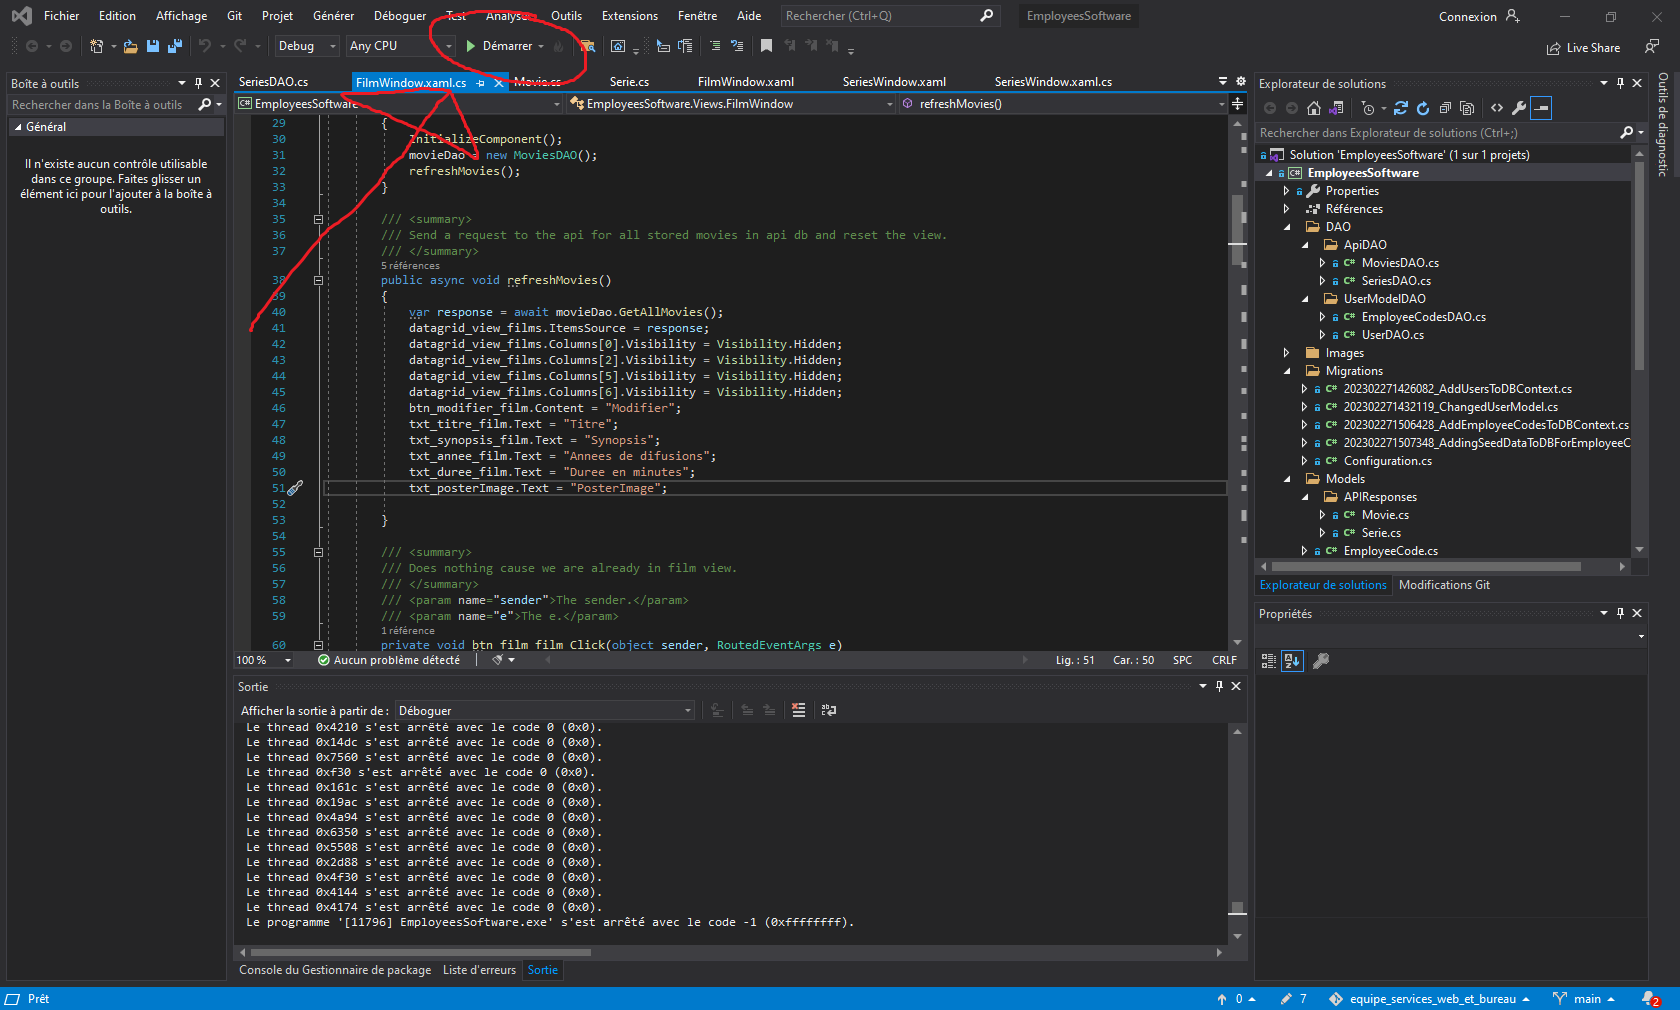 Fichier Edition Affichage Git Projet Générer Déboguer Test Analyser Outils Extensions Fenêtre Aide Rechercher (Ctrl+Q) EmployeesSoftware Connexion
Debug Any CPU Démarrer Live Share
Boîte à outils
Rechercher dans la Boîte à outils
Général
Il n'existe aucun contrôle utilisable
dans ce groupe. Faites glisser un
élément ici pour l'ajouter à la boîte à
outils.
SeriesDAO.cs FilmWindow.xaml.cs Movie.cs Serie.cs FilmWindow.xaml SeriesWindow.xaml SeriesWindow.xaml.cs
EmployeesSoftware EmployeesSoftware.Views.FilmWindow refreshMovies()
29 {
30 InitializeComponent();
31 movieDao = new MoviesDAO();
32 refreshMovies();
33 }
34
35 /// <summary>
36 /// Send a request to the api for all stored movies in api db and reset the view.
37 /// </summary>
5 références
38 public async void refreshMovies()
39 {
40 var response = await movieDao.GetAllMovies();
41 datagrid_view_films.ItemsSource = response;
42 datagrid_view_films.Columns[0].Visibility = Visibility.Hidden;
43 datagrid_view_films.Columns[2].Visibility = Visibility.Hidden;
44 datagrid_view_films.Columns[5].Visibility = Visibility.Hidden;
45 datagrid_view_films.Columns[6].Visibility = Visibility.Hidden;
46 btn_modifier_film.Content = "Modifier";
47 txt_titre_film.Text = "Titre";
48 txt_synopsis_film.Text = "Synopsis";
49 txt_annee_film.Text = "Annees de difusions";
50 txt_duree_film.Text = "Duree en minutes";
51 txt_posterImage.Text = "PosterImage";
52
53 }
54
55 /// <summary>
56 /// Does nothing cause we are already in film view.
57 /// </summary>
58 /// <param name="sender">The sender.</param>
59 /// <param name="e">The e.</param>
1 référence
60 private void btn_film_film_Click(object sender, RoutedEventArgs e)
100 % Aucun problème détecté Lig. : 51 Car. : 50 SPC CRLF
Sortie
Afficher la sortie à partir de : Déboguer
Le thread 0x4210 s'est arrêté avec le code 0 (0x0).
Le thread 0x14dc s'est arrêté avec le code 0 (0x0).
Le thread 0x7560 s'est arrêté avec le code 0 (0x0).
Le thread 0xf30 s'est arrêté avec le code 0 (0x0).
Le thread 0x161c s'est arrêté avec le code 0 (0x0).
Le thread 0x19ac s'est arrêté avec le code 0 (0x0).
Le thread 0x4a94 s'est arrêté avec le code 0 (0x0).
Le thread 0x6350 s'est arrêté avec le code 0 (0x0).
Le thread 0x5508 s'est arrêté avec le code 0 (0x0).
Le thread 0x2d88 s'est arrêté avec le code 0 (0x0).
Le thread 0x4f30 s'est arrêté avec le code 0 (0x0).
Le thread 0x4144 s'est arrêté avec le code 0 (0x0).
Le thread 0x4174 s'est arrêté avec le code 0 (0x0).
Le programme '[11796] EmployeesSoftware.exe' s'est arrêté avec le code -1 (0xffffffff).
Console du Gestionnaire de package Liste d'erreurs Sortie
Explorateur de solutions
Rechercher dans Explorateur de solutions (Ctrl+;)
Solution 'EmployeesSoftware' (1 sur 1 projets)
EmployeesSoftware
Properties
Références
DAO
ApiDAO
MoviesDAO.cs
SeriesDAO.cs
UserModelDAO
EmployeeCodesDAO.cs
UserDAO.cs
Images
Migrations
202302271426082_AddUsersToDBContext.cs
202302271432119_ChangedUserModel.cs
202302271506428_AddEmployeeCodesToDBContext.cs
202302271507348_AddingSeedDataToDBForEmployeeC
Configuration.cs
Models
APIResponses
Movie.cs
Serie.cs
EmployeeCode.cs
Explorateur de solutions Modifications Git
Propriétés
Outils de diagnostic
Prêt 0 7 equipe_services_web_et_bureau main 2